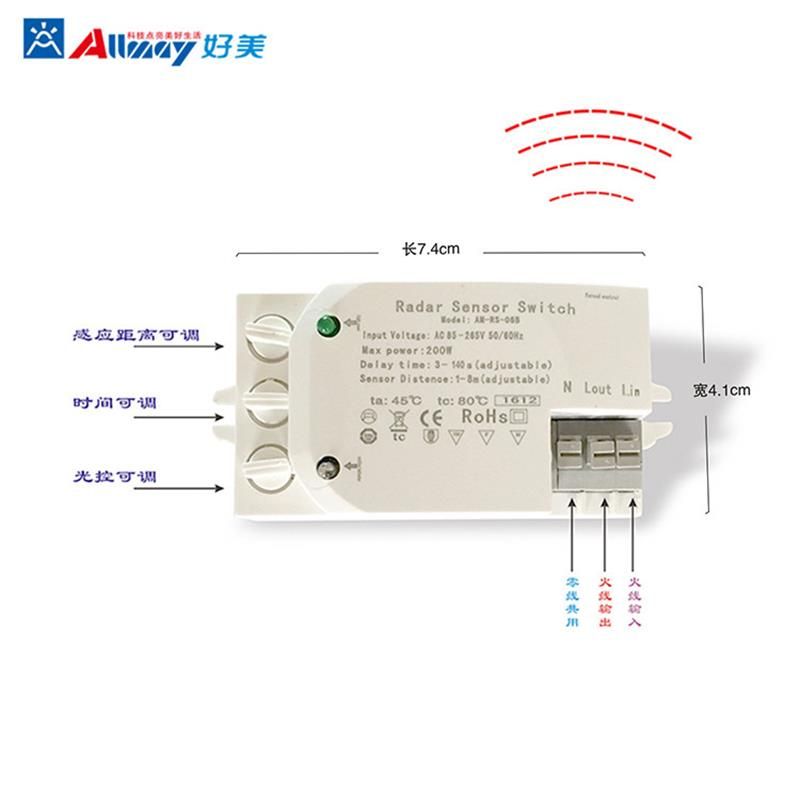 科技点亮美好生活
Allmay好美
长7.4cm
Radar Sensor Switch
Model: AM-RS-06B
Input Voltage: AC 85-265V 50/60Hz
Max power:200W
Delay time: 3-140s(adjustable)
Sensor Distence: 1-8m(adjustable)
ta: 45℃ tc: 80℃ 1612
tc CE RoHs
N Lout Lin
感应距离可调
时间可调
光控可调
宽4.1cm
零线共用
火线输出
火线输入